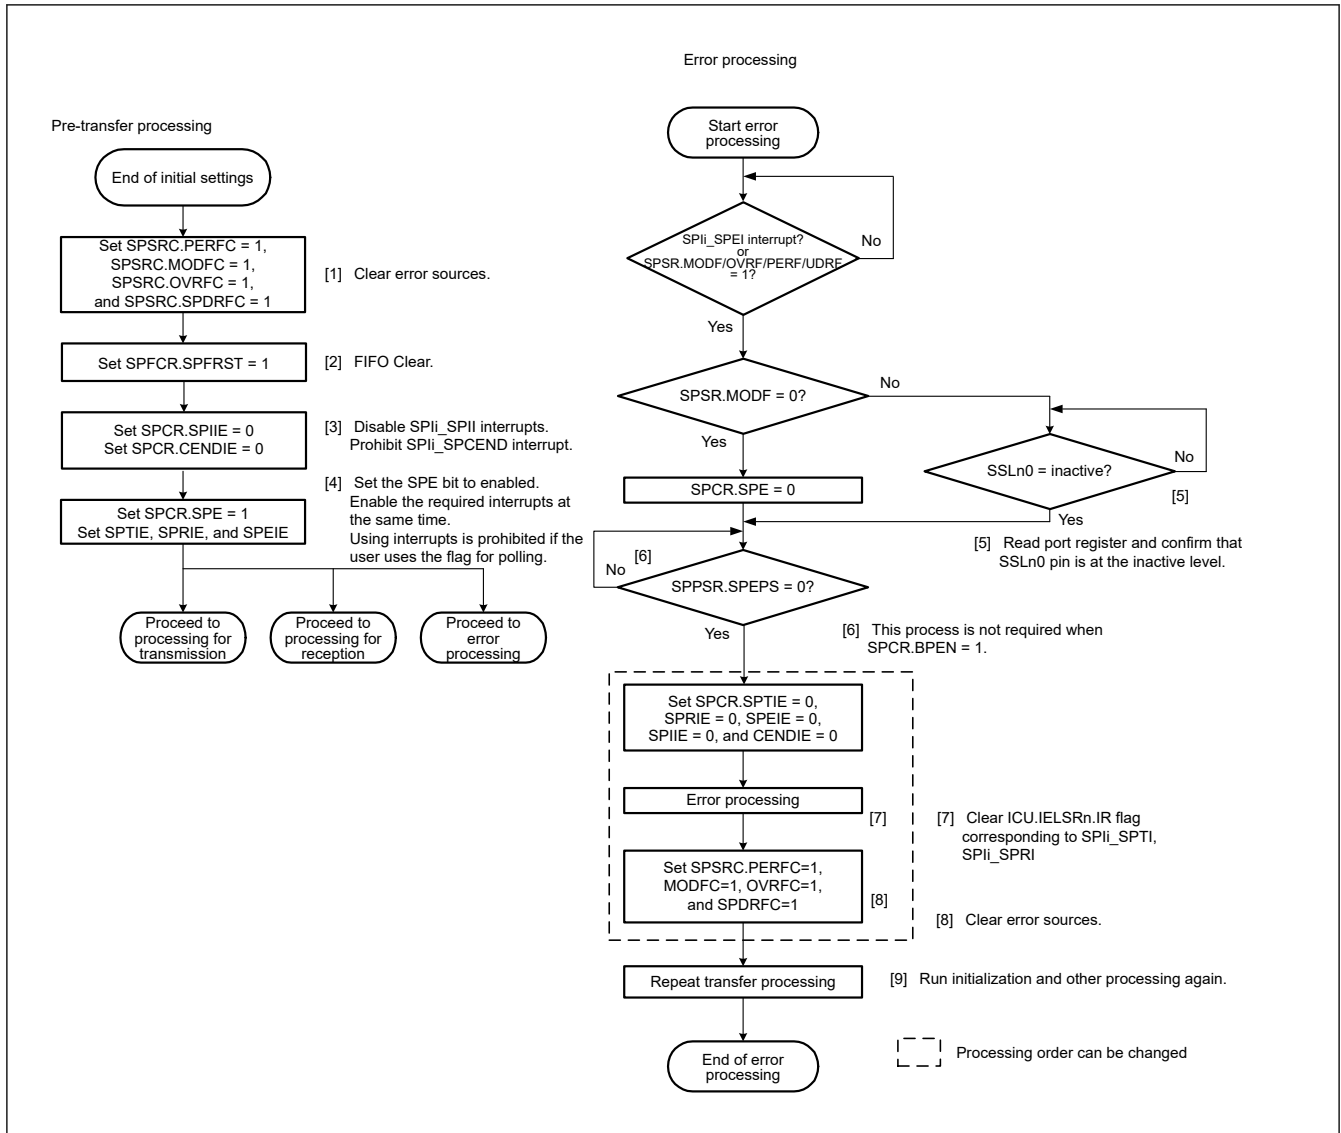 Pre-transfer processing
End of initial settings
Set SPSRC.PERFC = 1,
SPSRC.MODFC = 1,
SPSRC.OVRFC = 1,
and SPSRC.SPDRFC = 1
[1] Clear error sources.
Set SPFCR.SPFRST = 1
[2] FIFO Clear.
Set SPCR.SPIIE = 0
Set SPCR.CENDIE = 0
[3] Disable SPIi_SPII interrupts.
Prohibit SPIi_SPCEND interrupt.
Set SPCR.SPE = 1
Set SPTIE, SPRIE, and SPEIE
[4] Set the SPE bit to enabled.
Enable the required interrupts at
the same time.
Using interrupts is prohibited if the
user uses the flag for polling.
Proceed to
processing for
transmission
Proceed to
processing for
reception
Proceed to
error
processing
Error processing
Start error
processing
SPIi_SPEI interrupt?
or
SPSR.MODF/OVRF/PERF/UDRF
= 1?
No
Yes
SPSR.MODF = 0?
No
Yes
SSLn0 = inactive?
No
[5]
Yes
SPCR.SPE = 0
[5] Read port register and confirm that
SSLn0 pin is at the inactive level.
[6]
No
SPPSR.SPEPS = 0?
Yes
[6] This process is not required when
SPCR.BPEN = 1.
Set SPCR.SPTIE = 0,
SPRIE = 0, SPEIE = 0,
SPIIE = 0, and CENDIE = 0
Error processing
[7]
[7] Clear ICU.IELSRn.IR flag
corresponding to SPIi_SPTI,
SPIi_SPRI
Set SPSRC.PERFC=1,
MODFC=1, OVRFC=1,
and SPDRFC=1
[8]
[8] Clear error sources.
Repeat transfer processing
[9] Run initialization and other processing again.
End of error
processing
Processing order can be changed